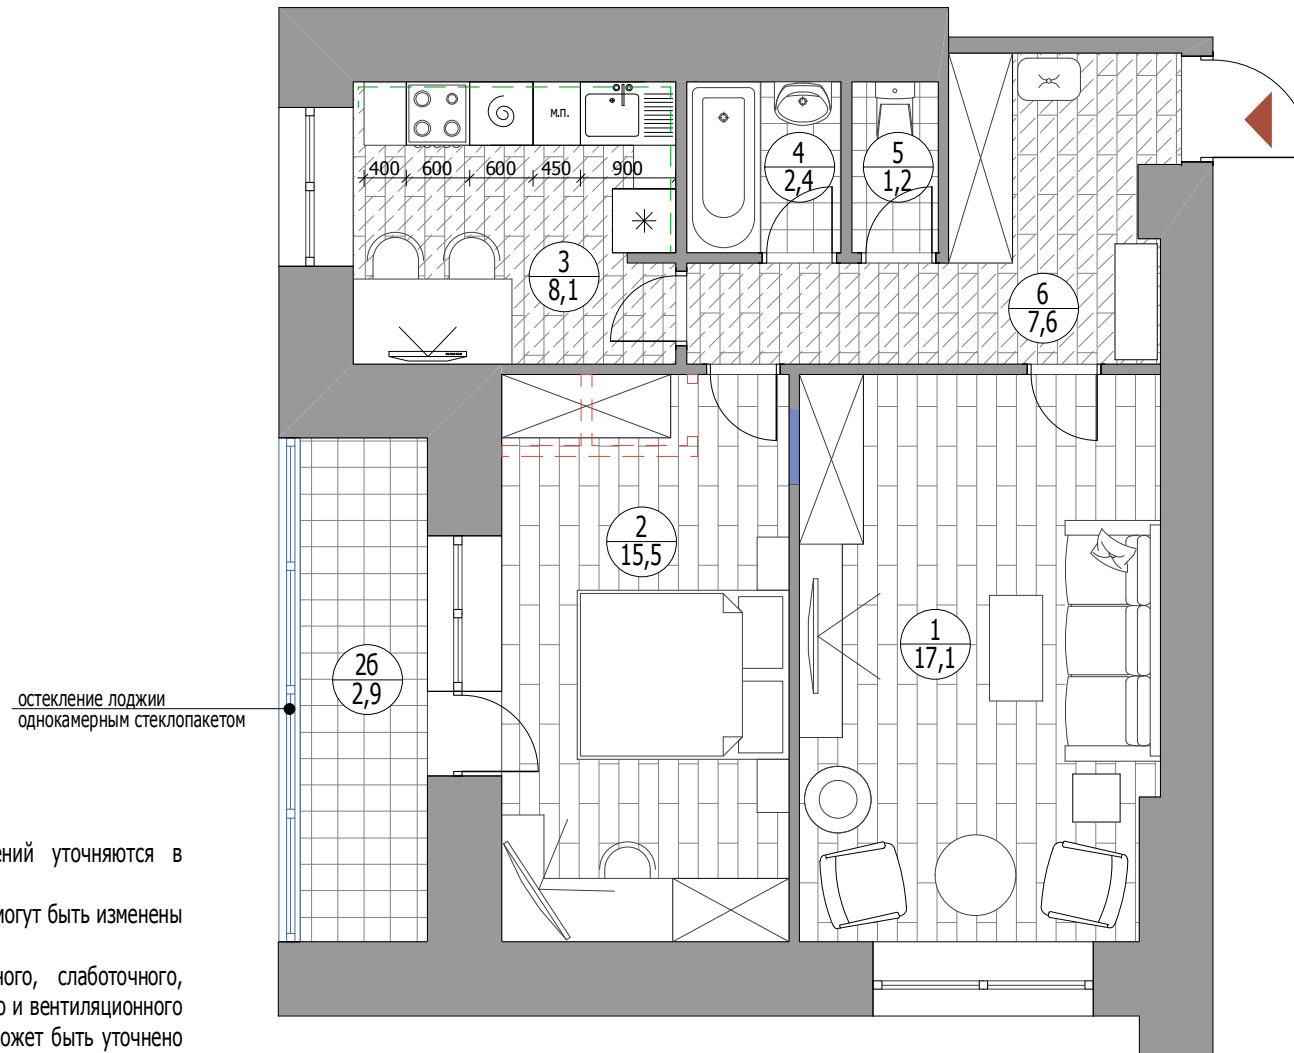 м.п.
400 600 600 450 900
4
2,4
5
1,2
3
8,1
6
7,6
2
15,5
1
17,1
2б
2,9
остекление лоджии
однокамерным стеклопакетом
ений уточняются в
могут быть изменены
ного, слаботочного,
о и вентиляционного
ожет быть уточнено